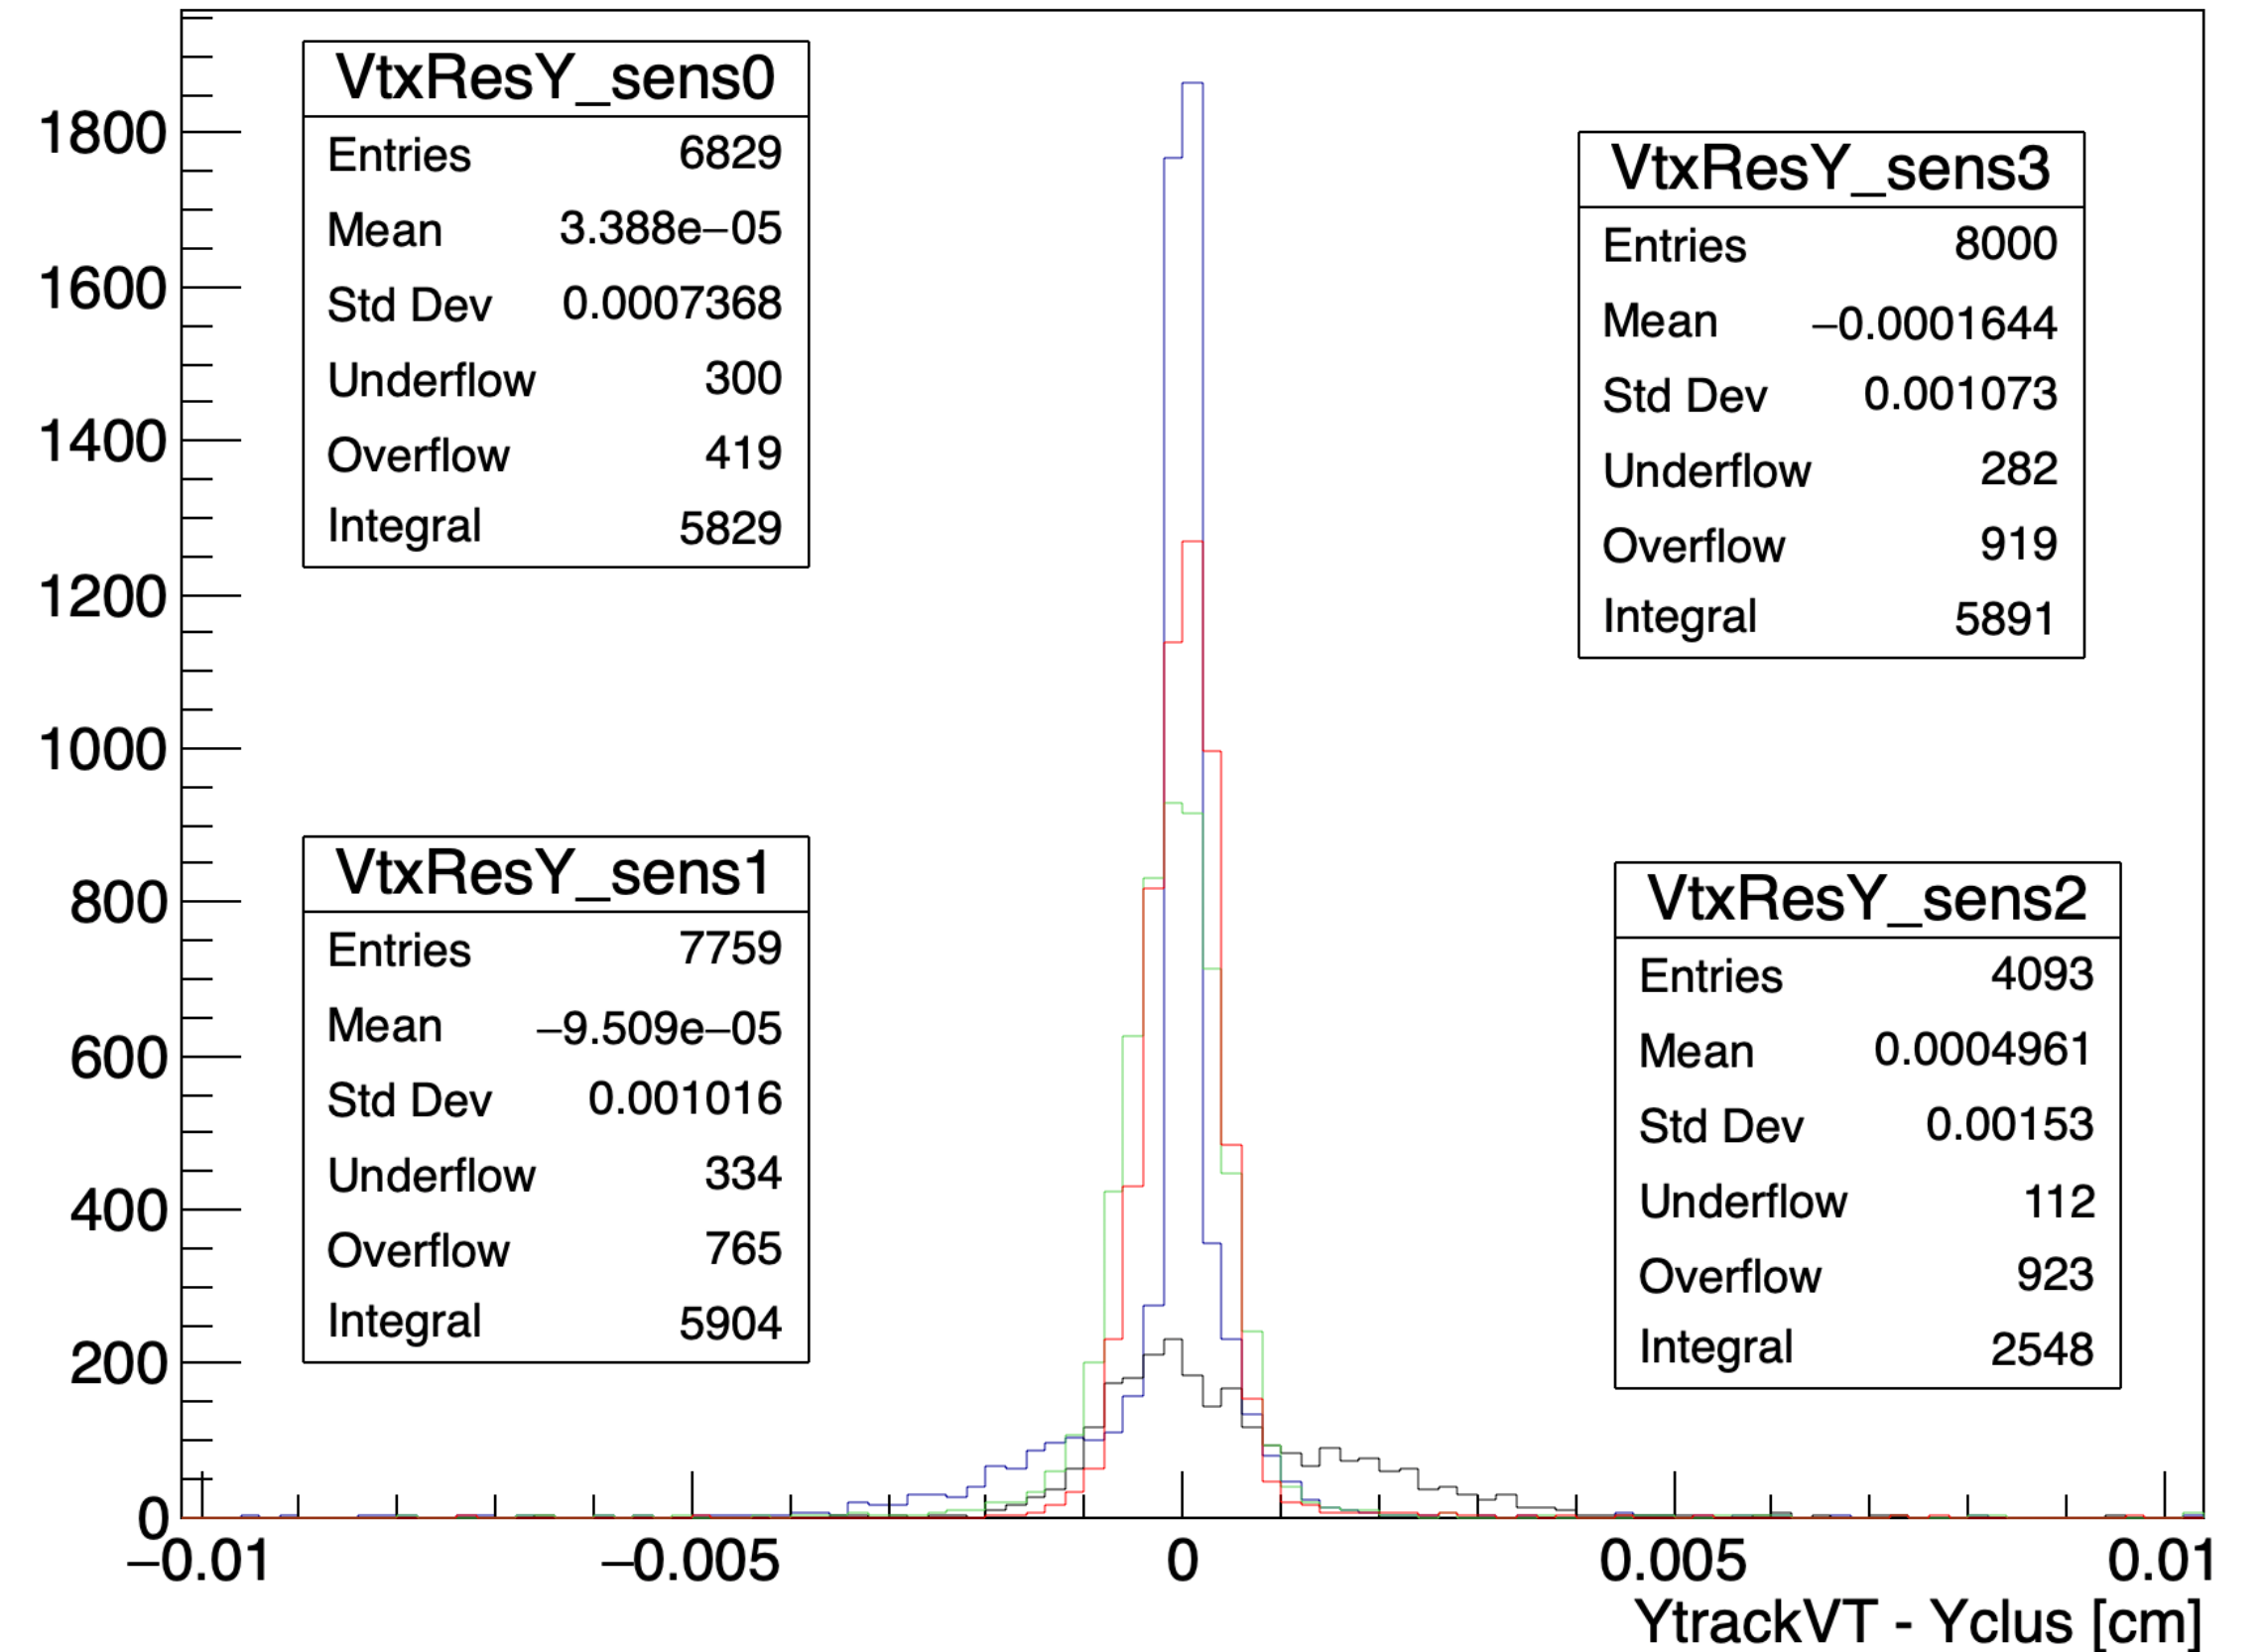 VtxResY_sens0
Entries 6829
Mean 3.388e−05
Std Dev 0.0007368
Underflow 300
Overflow 419
Integral 5829
VtxResY_sens3
Entries 8000
Mean −0.0001644
Std Dev 0.001073
Underflow 282
Overflow 919
Integral 5891
VtxResY_sens1
Entries 7759
Mean −9.509e−05
Std Dev 0.001016
Underflow 334
Overflow 765
Integral 5904
VtxResY_sens2
Entries 4093
Mean 0.0004961
Std Dev 0.00153
Underflow 112
Overflow 923
Integral 2548
1800
1600
1400
1200
1000
800
600
400
200
0
−0.01 −0.005 0 0.005 0.01
YtrackVT - Yclus [cm]